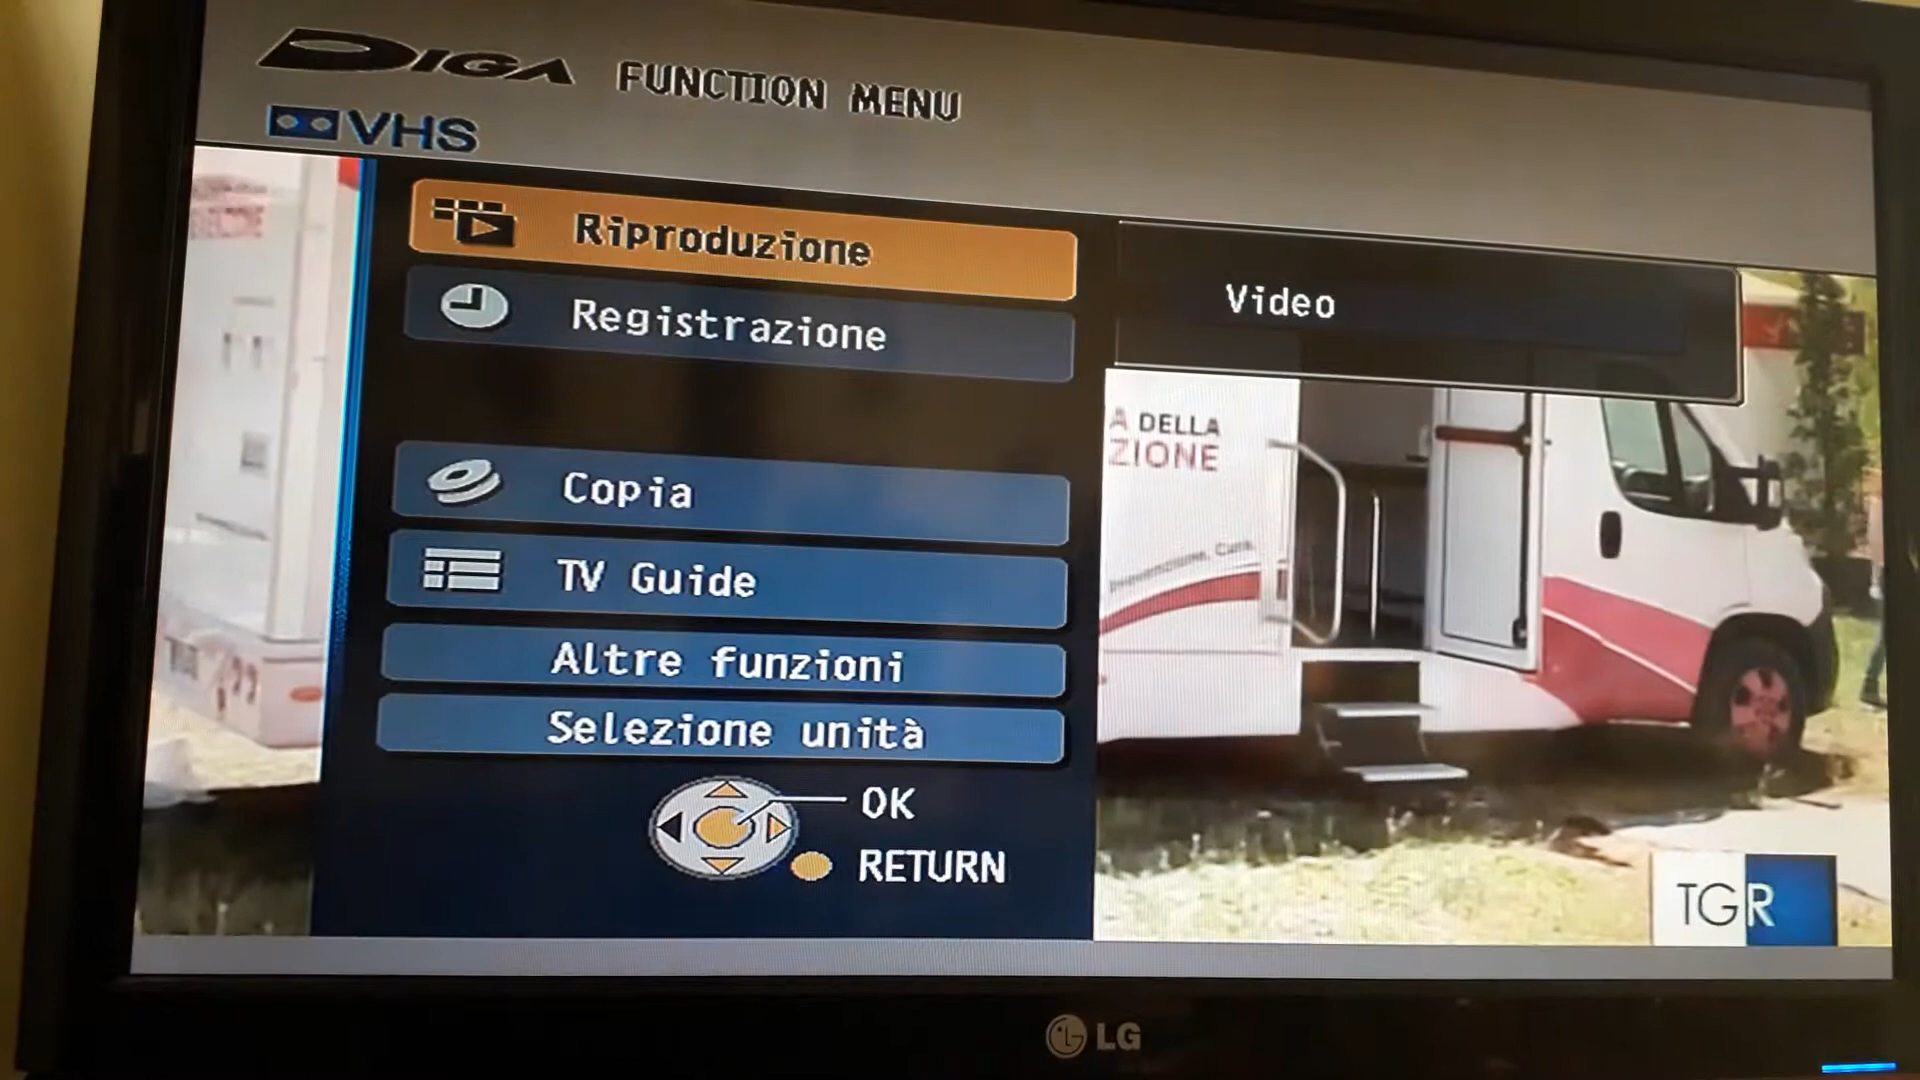 DIGA FUNCTION MENU
VHS
Riproduzione
Video
Registrazione
Copia
TV Guide
Altre funzioni
Selezione unità
OK
RETURN
A DELLA
ZIONE
TGR
LG